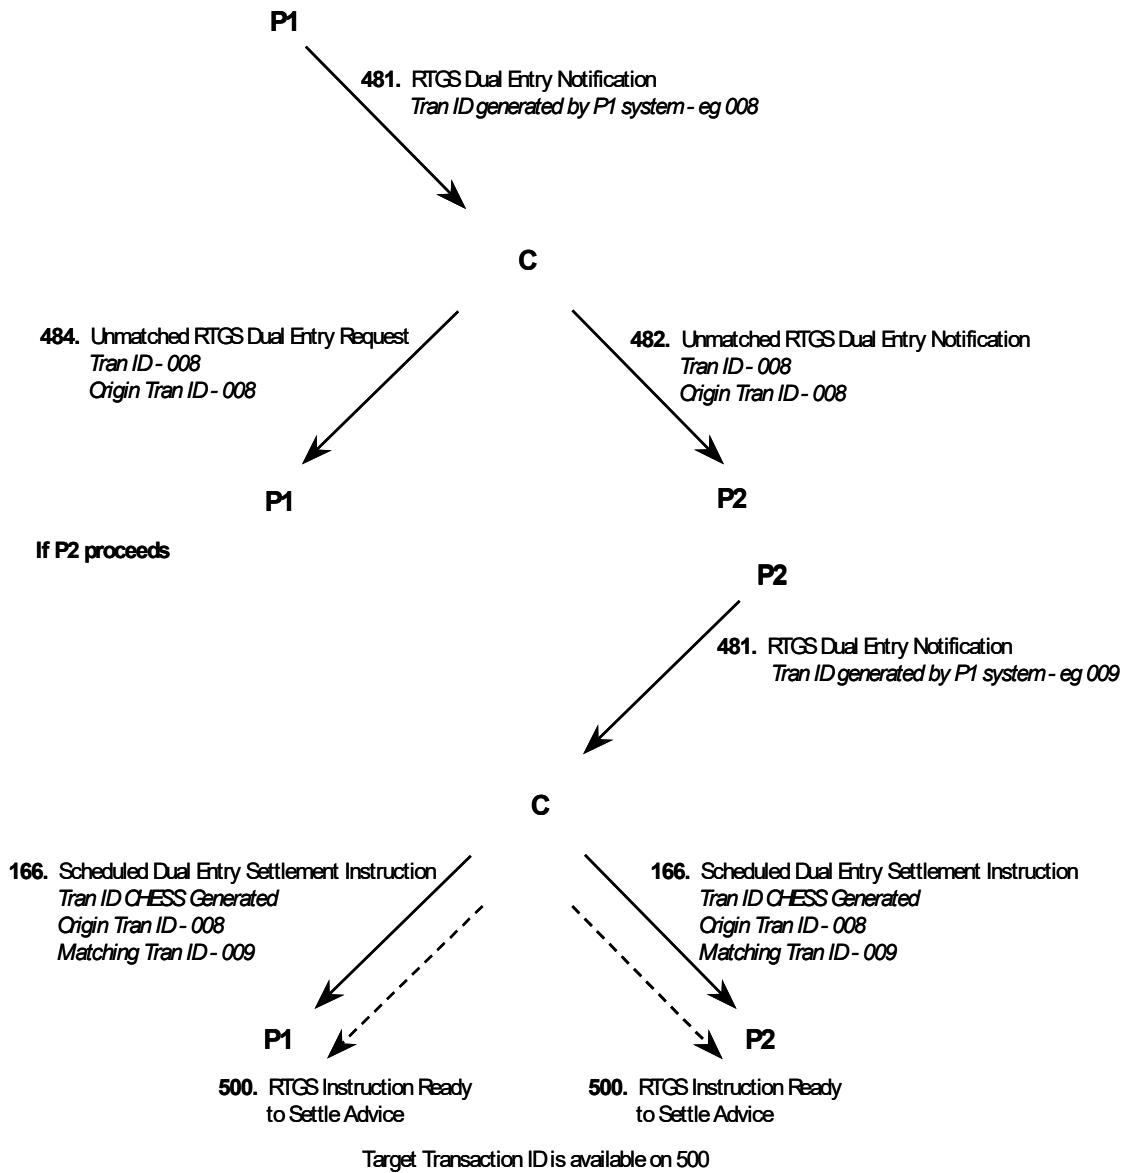 P1
481. RTGS Dual Entry Notification
Tran ID generated by P1 system - eg 008
C
484. Unmatched RTGS Dual Entry Request
Tran ID - 008
Origin Tran ID - 008
482. Unmatched RTGS Dual Entry Notification
Tran ID - 008
Origin Tran ID - 008
P1
P2
If P2 proceeds
P2
481. RTGS Dual Entry Notification
Tran ID generated by P1 system - eg 009
C
166. Scheduled Dual Entry Settlement Instruction
Tran ID CHESS Generated
Origin Tran ID - 008
Matching Tran ID - 009
166. Scheduled Dual Entry Settlement Instruction
Tran ID CHESS Generated
Origin Tran ID - 008
Matching Tran ID - 009
P1
P2
500. RTGS Instruction Ready
to Settle Advice
500. RTGS Instruction Ready
to Settle Advice
Target Transaction ID is available on 500